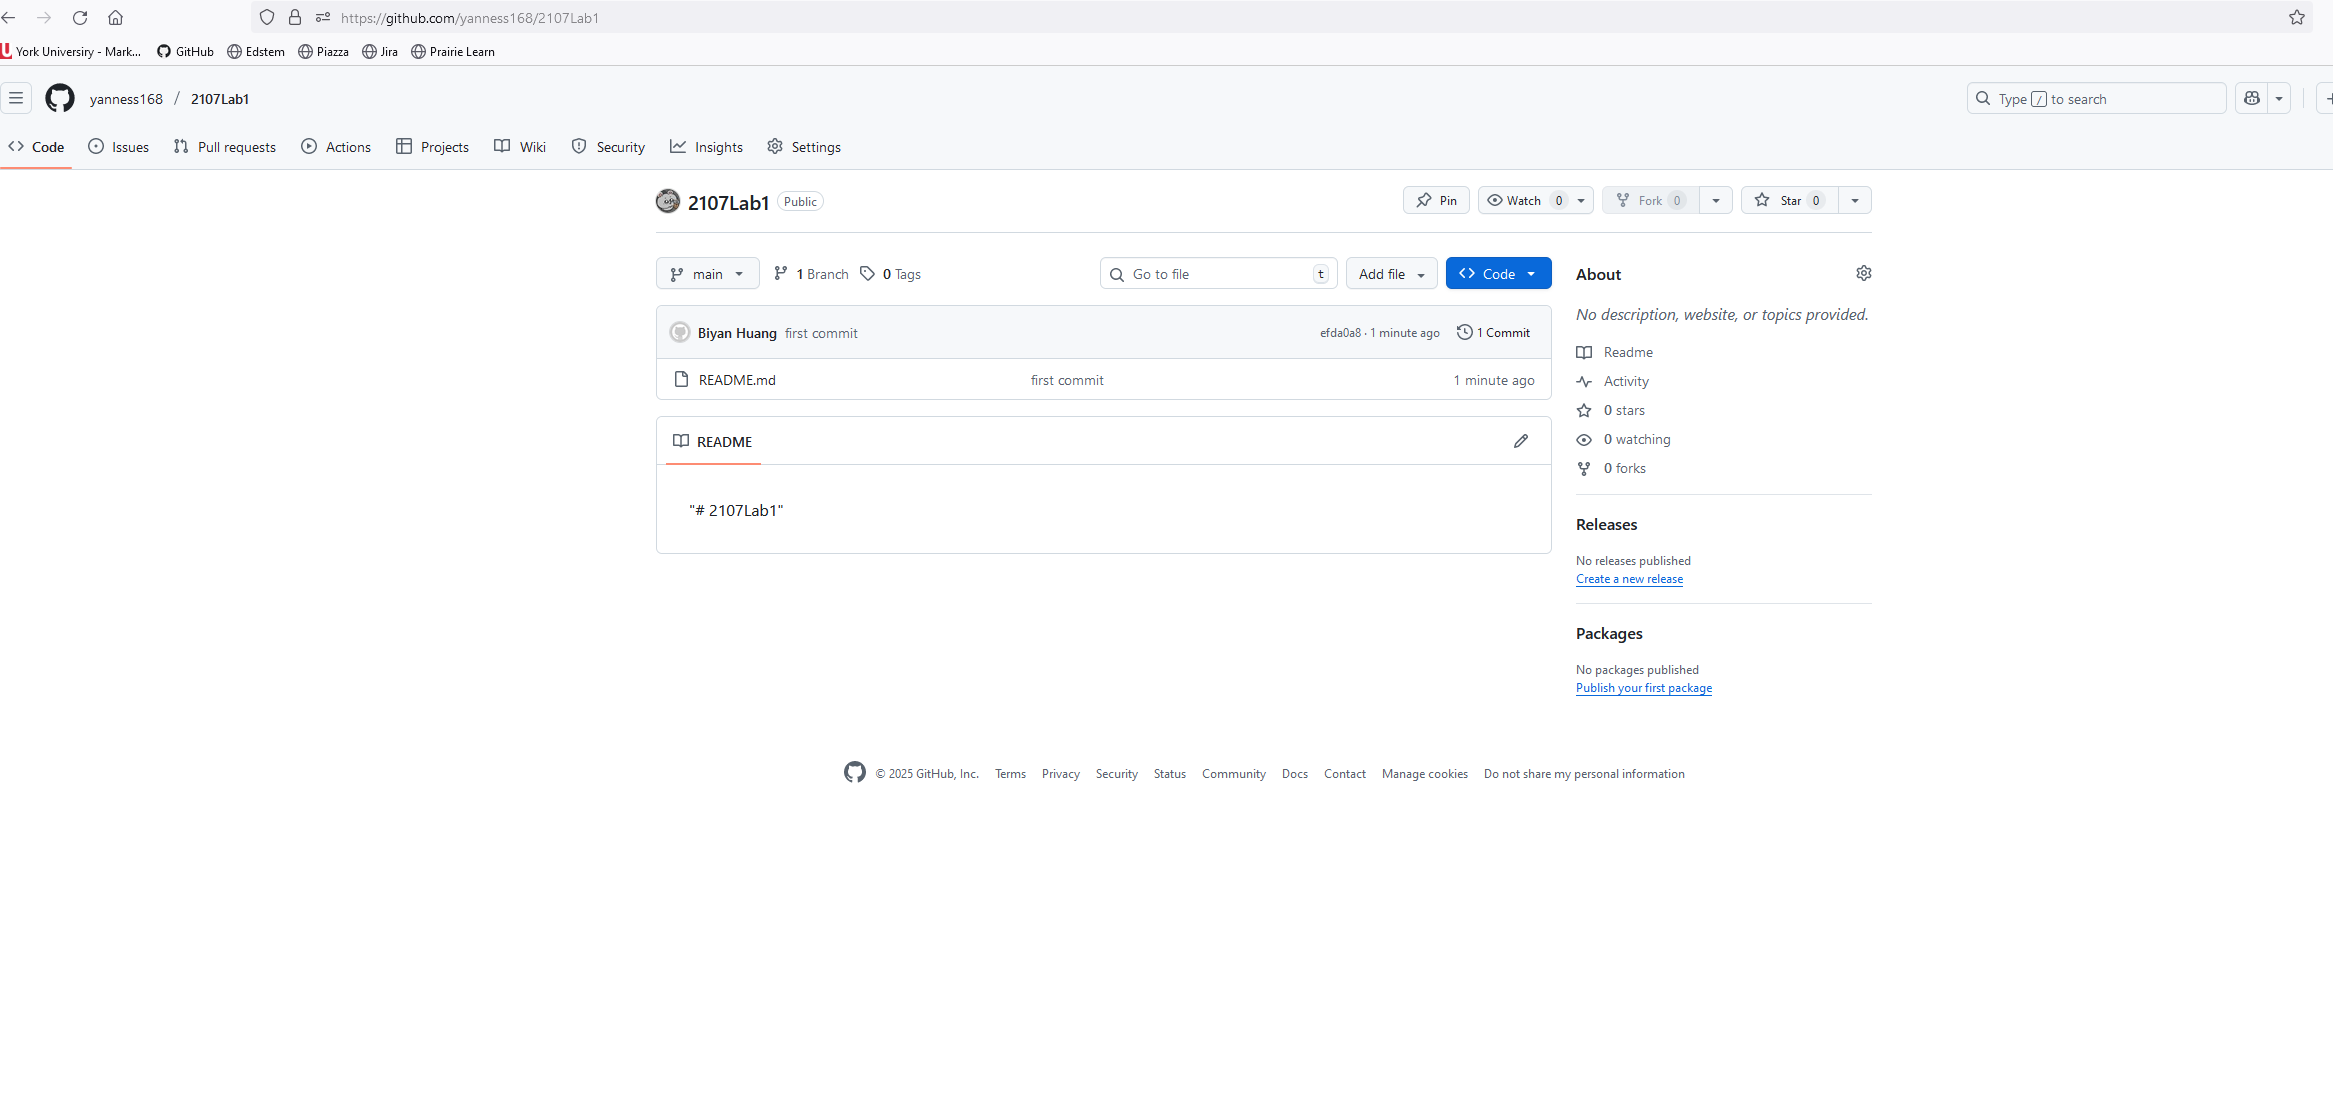 https://github.com/yanness168/2107Lab1
York Universiry - Mark... GitHub Edstem Piazza Jira Prairie Learn
yanness168 / 2107Lab1 Type / to search
Code Issues Pull requests Actions Projects Wiki Security Insights Settings
2107Lab1 Public Pin Watch 0 Fork 0 Star 0
main 1 Branch 0 Tags Go to file t Add file Code
Biyan Huang first commit efda0a8 · 1 minute ago 1 Commit
README.md first commit 1 minute ago
README
"# 2107Lab1"
About
No description, website, or topics provided.
Readme
Activity
0 stars
0 watching
0 forks
Releases
No releases published
Create a new release
Packages
No packages published
Publish your first package
© 2025 GitHub, Inc. Terms Privacy Security Status Community Docs Contact Manage cookies Do not share my personal information